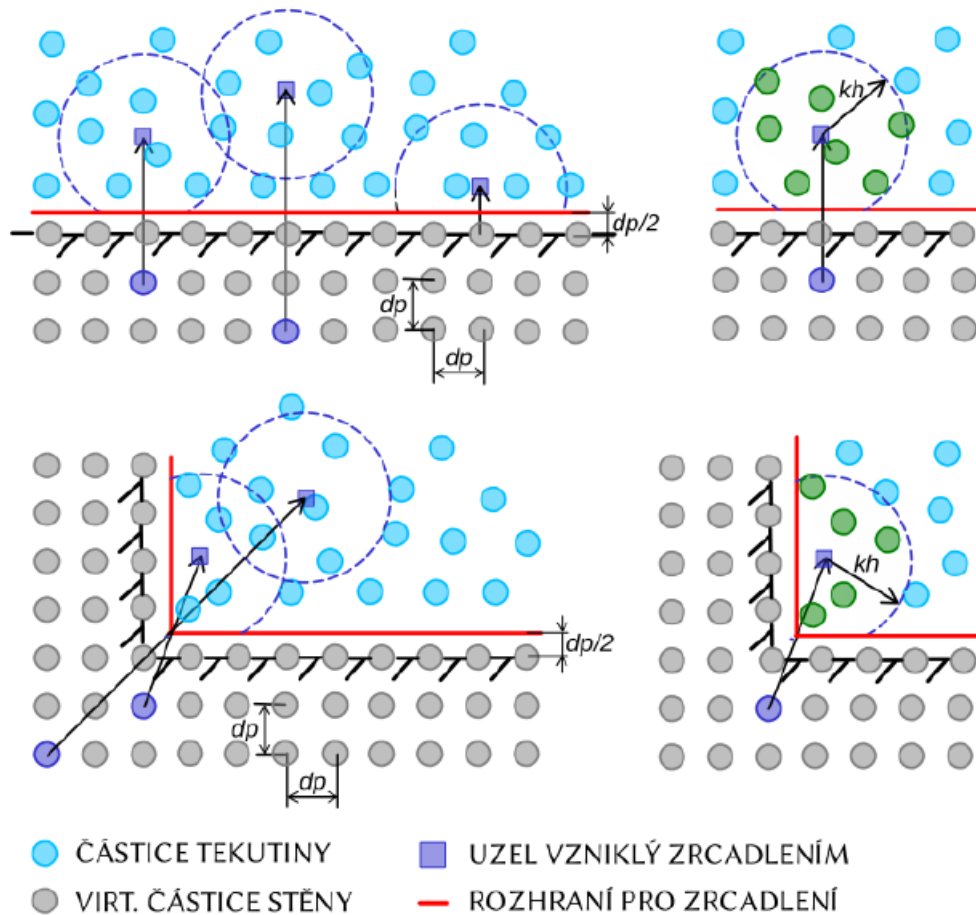 kh
dp/2
dp
dp
kh
dp/2
dp
dp
ČÁSTICE TEKUTINY
UZEL VZNIKLÝ ZRCADLENÍM
VIRT. ČÁSTICE STĚNY
ROZHRANÍ PRO ZRCADLENÍ